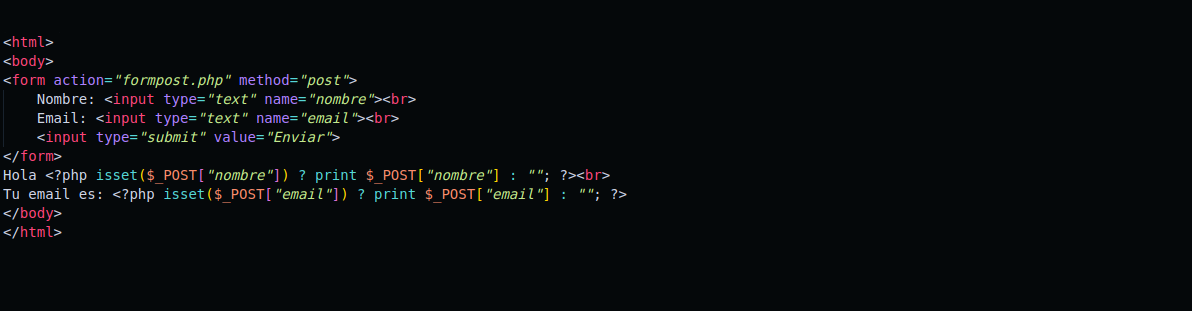 <html>
<body>
<form action="formpost.php" method="post">
    Nombre: <input type="text" name="nombre"><br>
    Email: <input type="text" name="email"><br>
    <input type="submit" value="Enviar">
</form>
Hola <?php isset($_POST["nombre"]) ? print $_POST["nombre"] : ""; ?><br>
Tu email es: <?php isset($_POST["email"]) ? print $_POST["email"] : ""; ?>
</body>
</html>